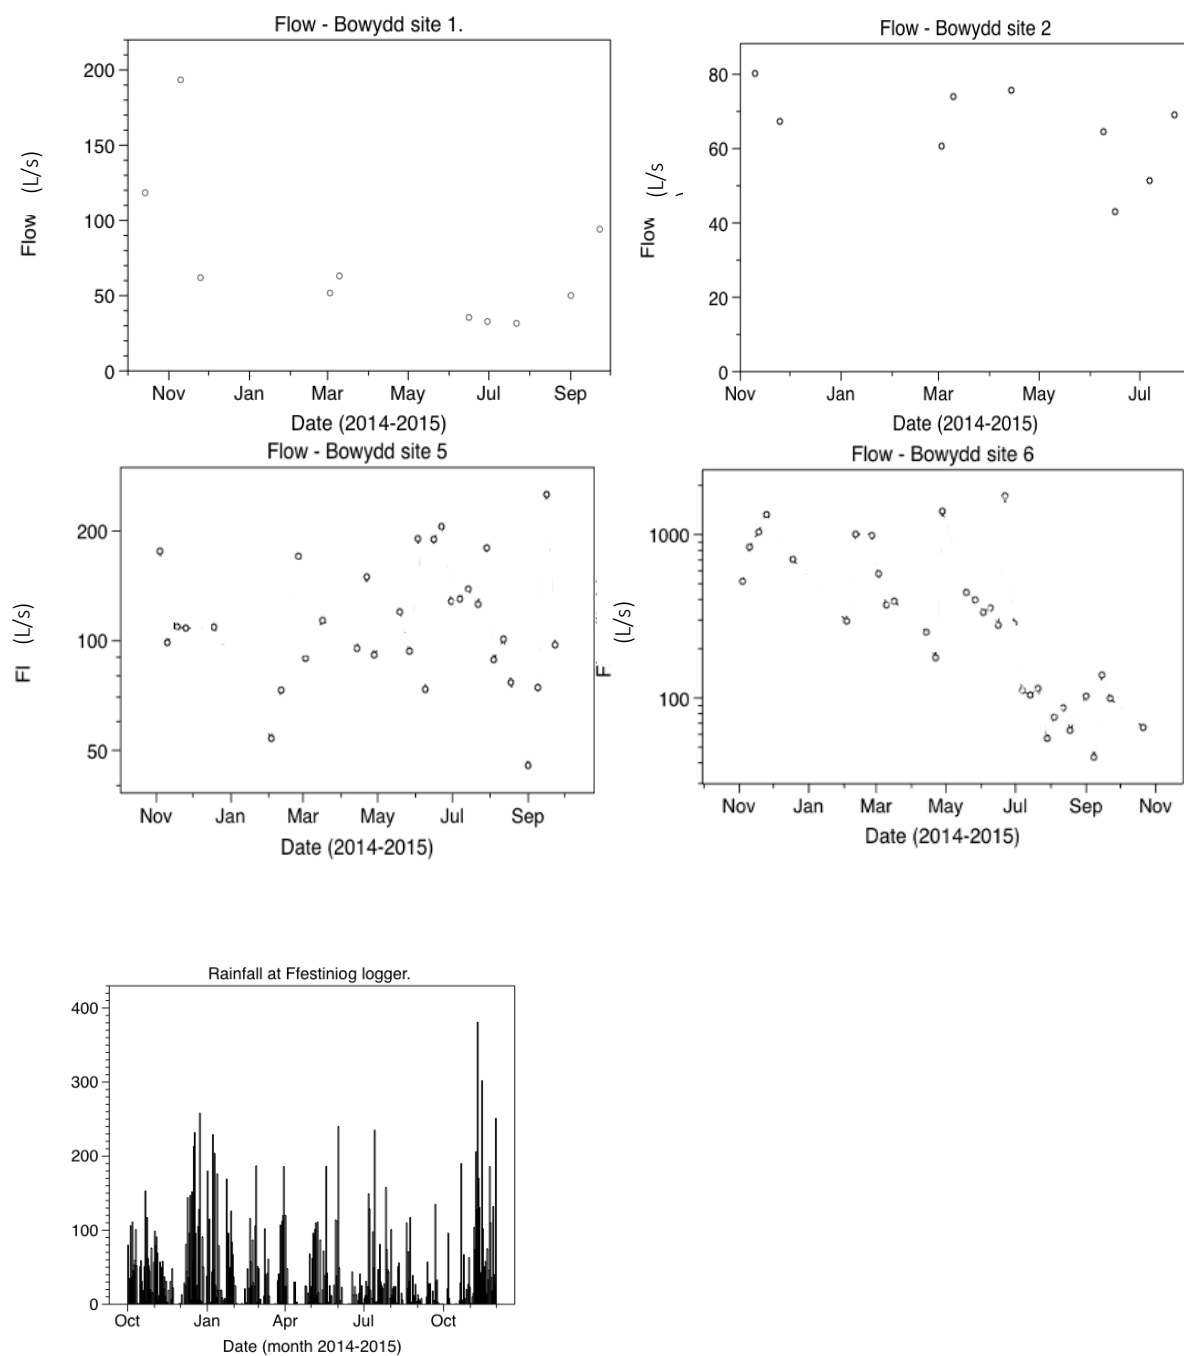 Flow - Bowydd site 1.
200
150
100
50
0
Flow (L/s)
Nov Jan Mar May Jul Sep
Date (2014-2015)
Flow - Bowydd site 2
80
60
40
20
0
Flow (L/s
Nov Jan Mar May Jul
Date (2014-2015)
Flow - Bowydd site 5
200
100
50
Fl (L/s)
Nov Jan Mar May Jul Sep
Date (2014-2015)
Flow - Bowydd site 6
1000
100
F (L/s)
Nov Jan Mar May Jul Sep Nov
Date (2014-2015)
Rainfall at Ffestiniog logger.
400
300
200
100
0
Oct Jan Apr Jul Oct
Date (month 2014-2015)